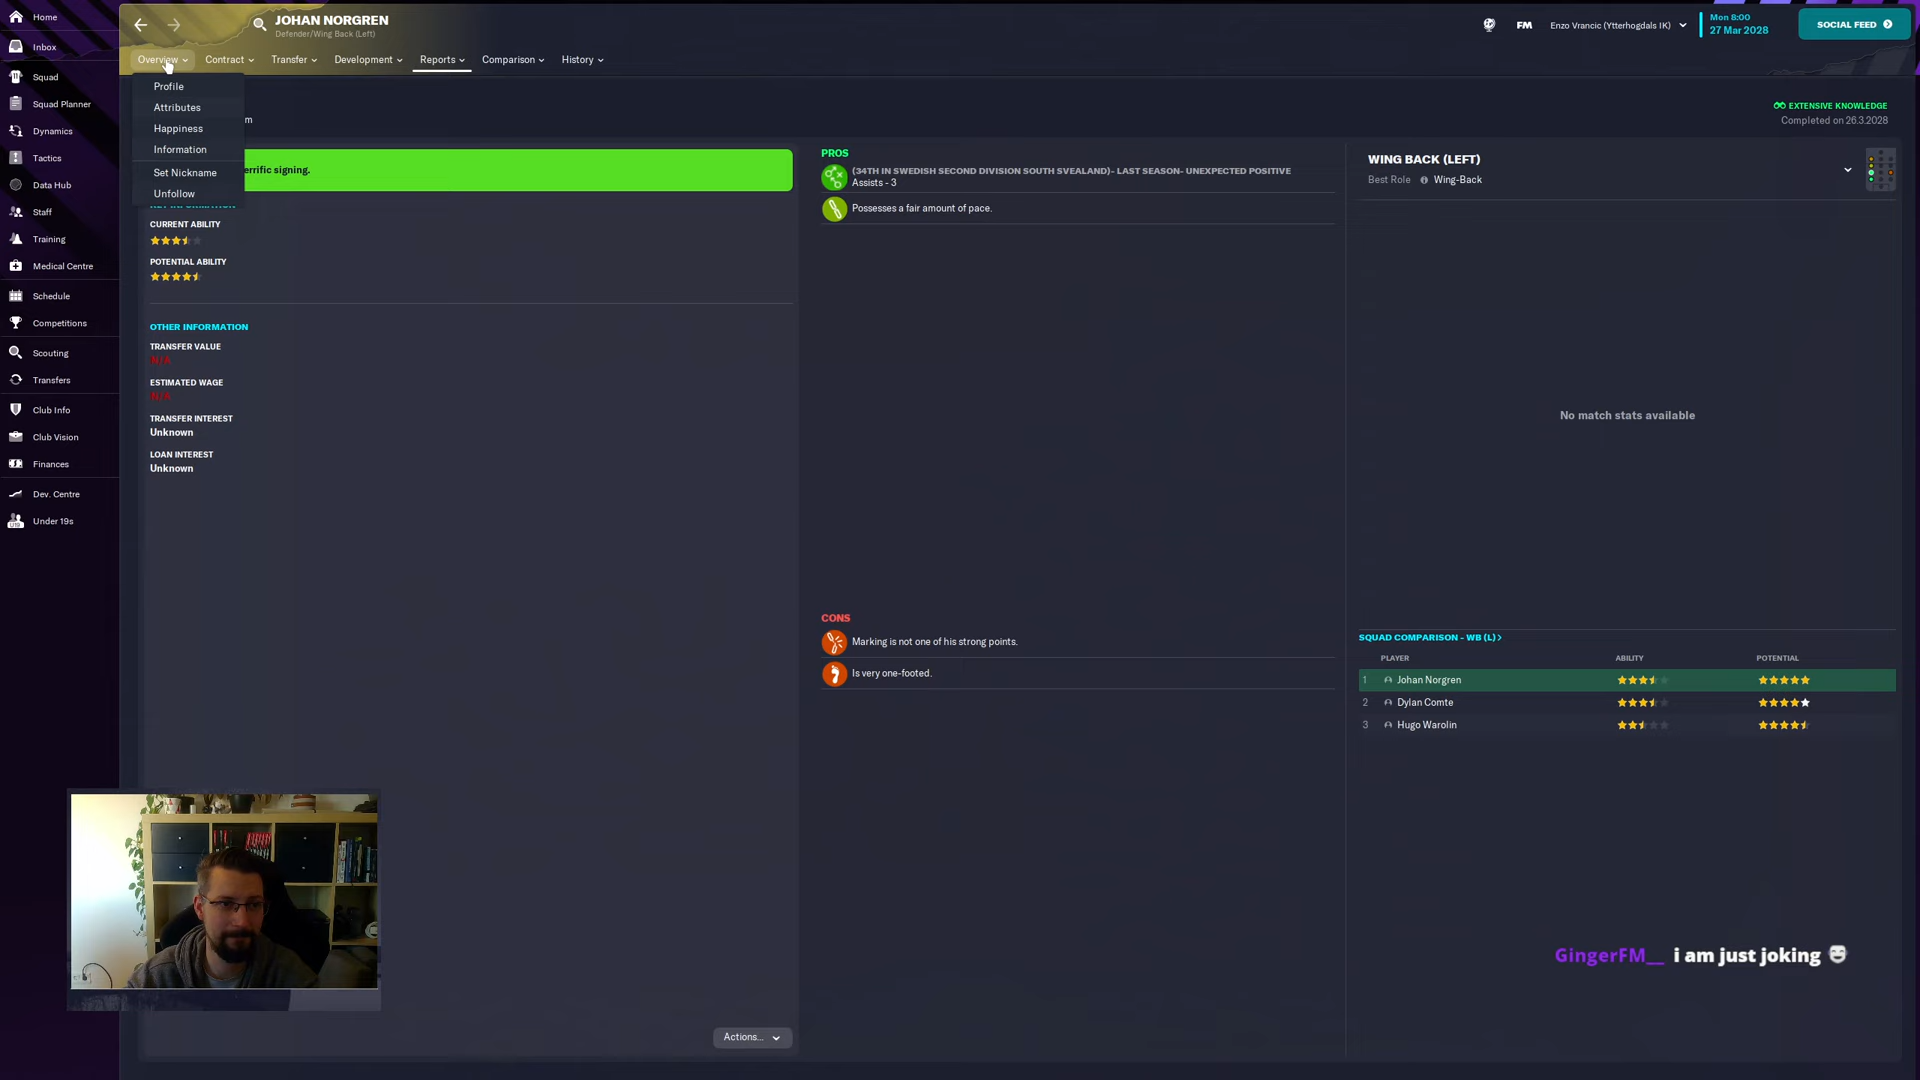 Home
Inbox
Squad
Squad Planner
Dynamics
Tactics
Data Hub
Staff
Training
Medical Centre
Schedule
Competitions
Scouting
Transfers
Club Info
Club Vision
Finances
Dev. Centre
Under 19s
JOHAN NORGREN
Defender/Wing Back (Left)
FM
Enzo Vrancic (Ytterhogdals IK)
Mon 8:00
27 Mar 2028
SOCIAL FEED
Overview
Contract
Transfer
Development
Reports
Comparison
History
Profile
Attributes
Happiness
Information
Set Nickname
Unfollow
EXTENSIVE KNOWLEDGE
Completed on 26.3.2028
signing.
CURRENT ABILITY
POTENTIAL ABILITY
OTHER INFORMATION
TRANSFER VALUE
N/A
ESTIMATED WAGE
N/A
TRANSFER INTEREST
Unknown
LOAN INTEREST
Unknown
Actions...
PROS
(34TH IN SWEDISH SECOND DIVISION SOUTH SVEALAND)- LAST SEASON- UNEXPECTED POSITIVE
Assists - 3
Possesses a fair amount of pace.
CONS
Marking is not one of his strong points.
Is very one-footed.
WING BACK (LEFT)
Best Role Wing-Back
No match stats available
SQUAD COMPARISON - WB (L)
PLAYER ABILITY POTENTIAL
1 Johan Norgren
2 Dylan Comte
3 Hugo Warolin
GingerFM__ i am just joking